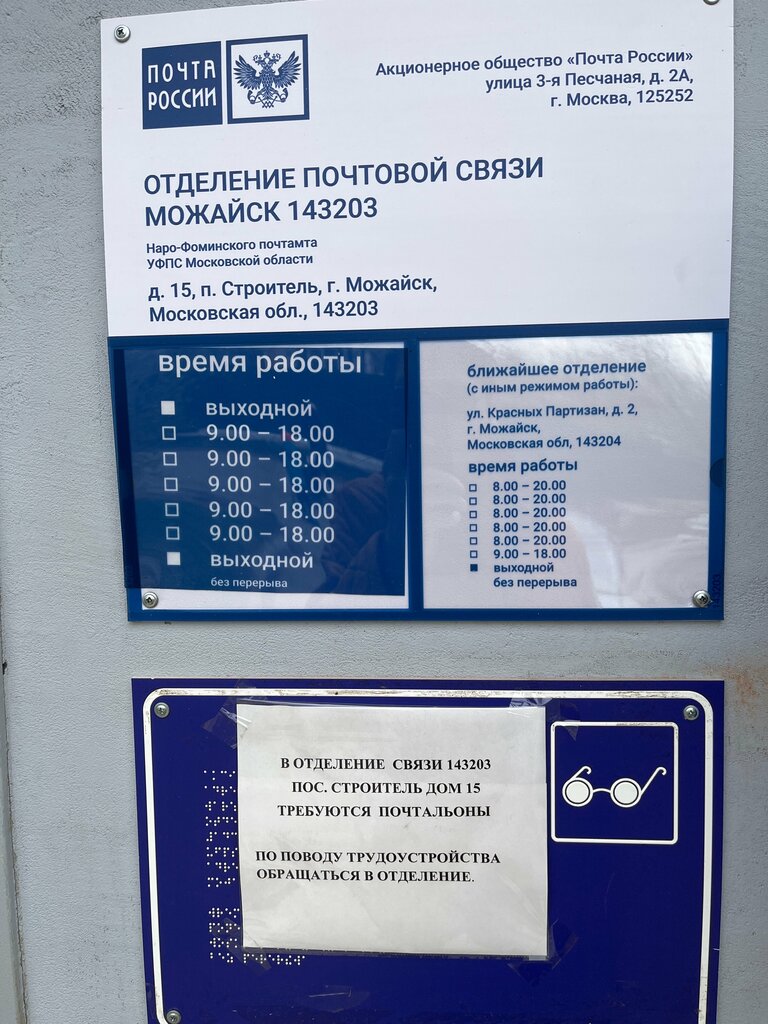 ПОЧТА
РОССИИ
Акционерное общество «Почта России»
улица 3-я Песчаная, д. 2А,
г. Москва, 125252
ОТДЕЛЕНИЕ ПОЧТОВОЙ СВЯЗИ
МОЖАЙСК 143203
Наро-Фоминского почтамта
УФПС Московской области
д. 15, п. Строитель, г. Можайск,
Московская обл., 143203
время работы
выходной
9.00 – 18.00
9.00 – 18.00
9.00 – 18.00
9.00 – 18.00
9.00 – 18.00
выходной
без перерыва
ближайшее отделение
(с иным режимом работы):
ул. Красных Партизан, д. 2,
г. Можайск,
Московская обл, 143204
время работы
8.00 – 20.00
8.00 – 20.00
8.00 – 20.00
8.00 – 20.00
8.00 – 20.00
9.00 – 18.00
выходной
без перерыва
В ОТДЕЛЕНИЕ СВЯЗИ 143203
ПОС. СТРОИТЕЛЬ ДОМ 15
ТРЕБУЮТСЯ ПОЧТАЛЬОНЫ
ПО ПОВОДУ ТРУДОУСТРОЙСТВА
ОБРАЩАТЬСЯ В ОТДЕЛЕНИЕ.